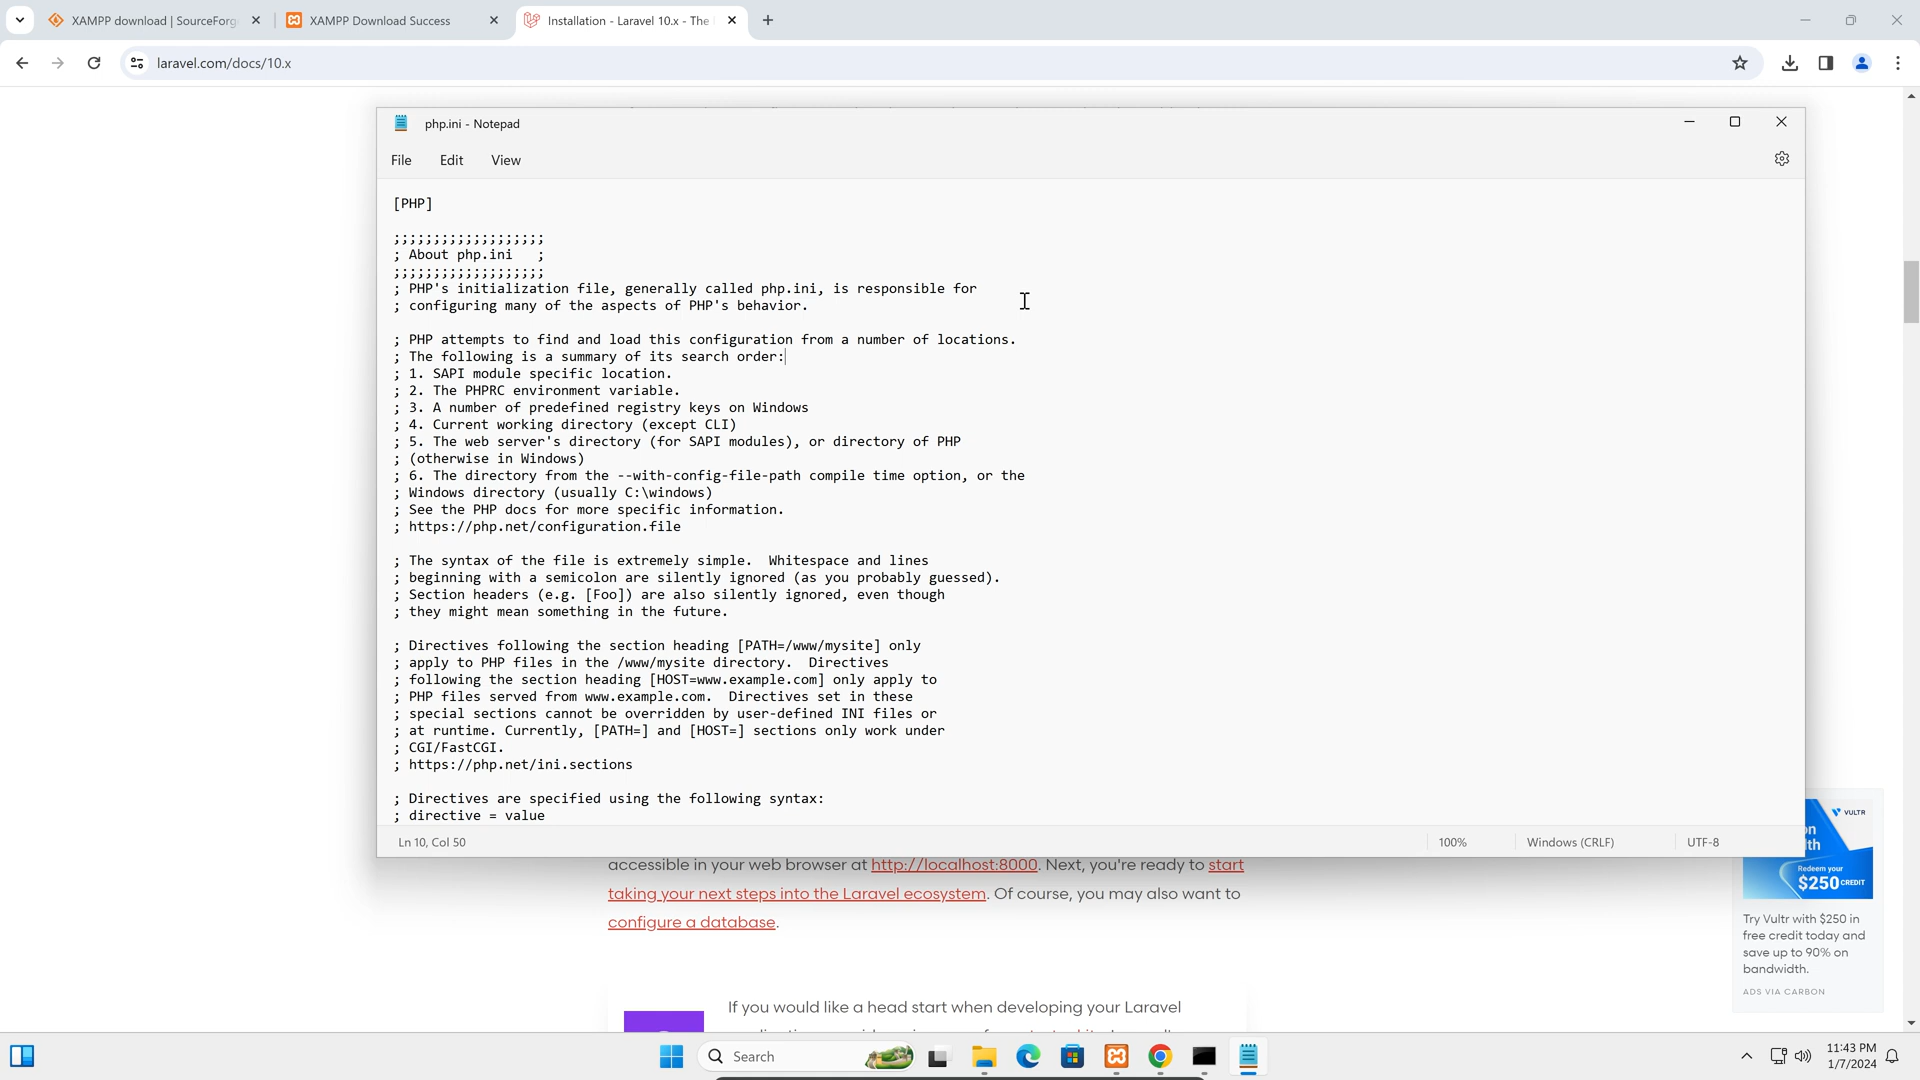 XAMPP download | SourceForg
XAMPP Download Success
Installation - Laravel 10.x - The
laravel.com/docs/10.x
php.ini - Notepad
File Edit View
[PHP]
;;;;;;;;;;;;;;;;;;;
; About php.ini   ;
;;;;;;;;;;;;;;;;;;;
; PHP's initialization file, generally called php.ini, is responsible for
; configuring many of the aspects of PHP's behavior.
; PHP attempts to find and load this configuration from a number of locations.
; The following is a summary of its search order:
; 1. SAPI module specific location.
; 2. The PHPRC environment variable.
; 3. A number of predefined registry keys on Windows
; 4. Current working directory (except CLI)
; 5. The web server's directory (for SAPI modules), or directory of PHP
; (otherwise in Windows)
; 6. The directory from the --with-config-file-path compile time option, or the
; Windows directory (usually C:\windows)
; See the PHP docs for more specific information.
; https://php.net/configuration.file
; The syntax of the file is extremely simple.  Whitespace and lines
; beginning with a semicolon are silently ignored (as you probably guessed).
; Section headers (e.g. [Foo]) are also silently ignored, even though
; they might mean something in the future.
; Directives following the section heading [PATH=/www/mysite] only
; apply to PHP files in the /www/mysite directory.  Directives
; following the section heading [HOST=www.example.com] only apply to
; PHP files served from www.example.com.  Directives set in these
; special sections cannot be overridden by user-defined INI files or
; at runtime. Currently, [PATH=] and [HOST=] sections only work under
; CGI/FastCGI.
; https://php.net/ini.sections
; Directives are specified using the following syntax:
; directive = value
Ln 10, Col 50
100%
Windows (CRLF)
UTF-8
accessible in your web browser at http://localhost:8000. Next, you're ready to start
taking your next steps into the Laravel ecosystem. Of course, you may also want to
configure a database.
If you would like a head start when developing your Laravel
VULTR
Redeem your
$250 CREDIT
Try Vultr with $250 in
free credit today and
save up to 90% on
bandwidth.
ADS VIA CARBON
Search
11:43 PM
1/7/2024